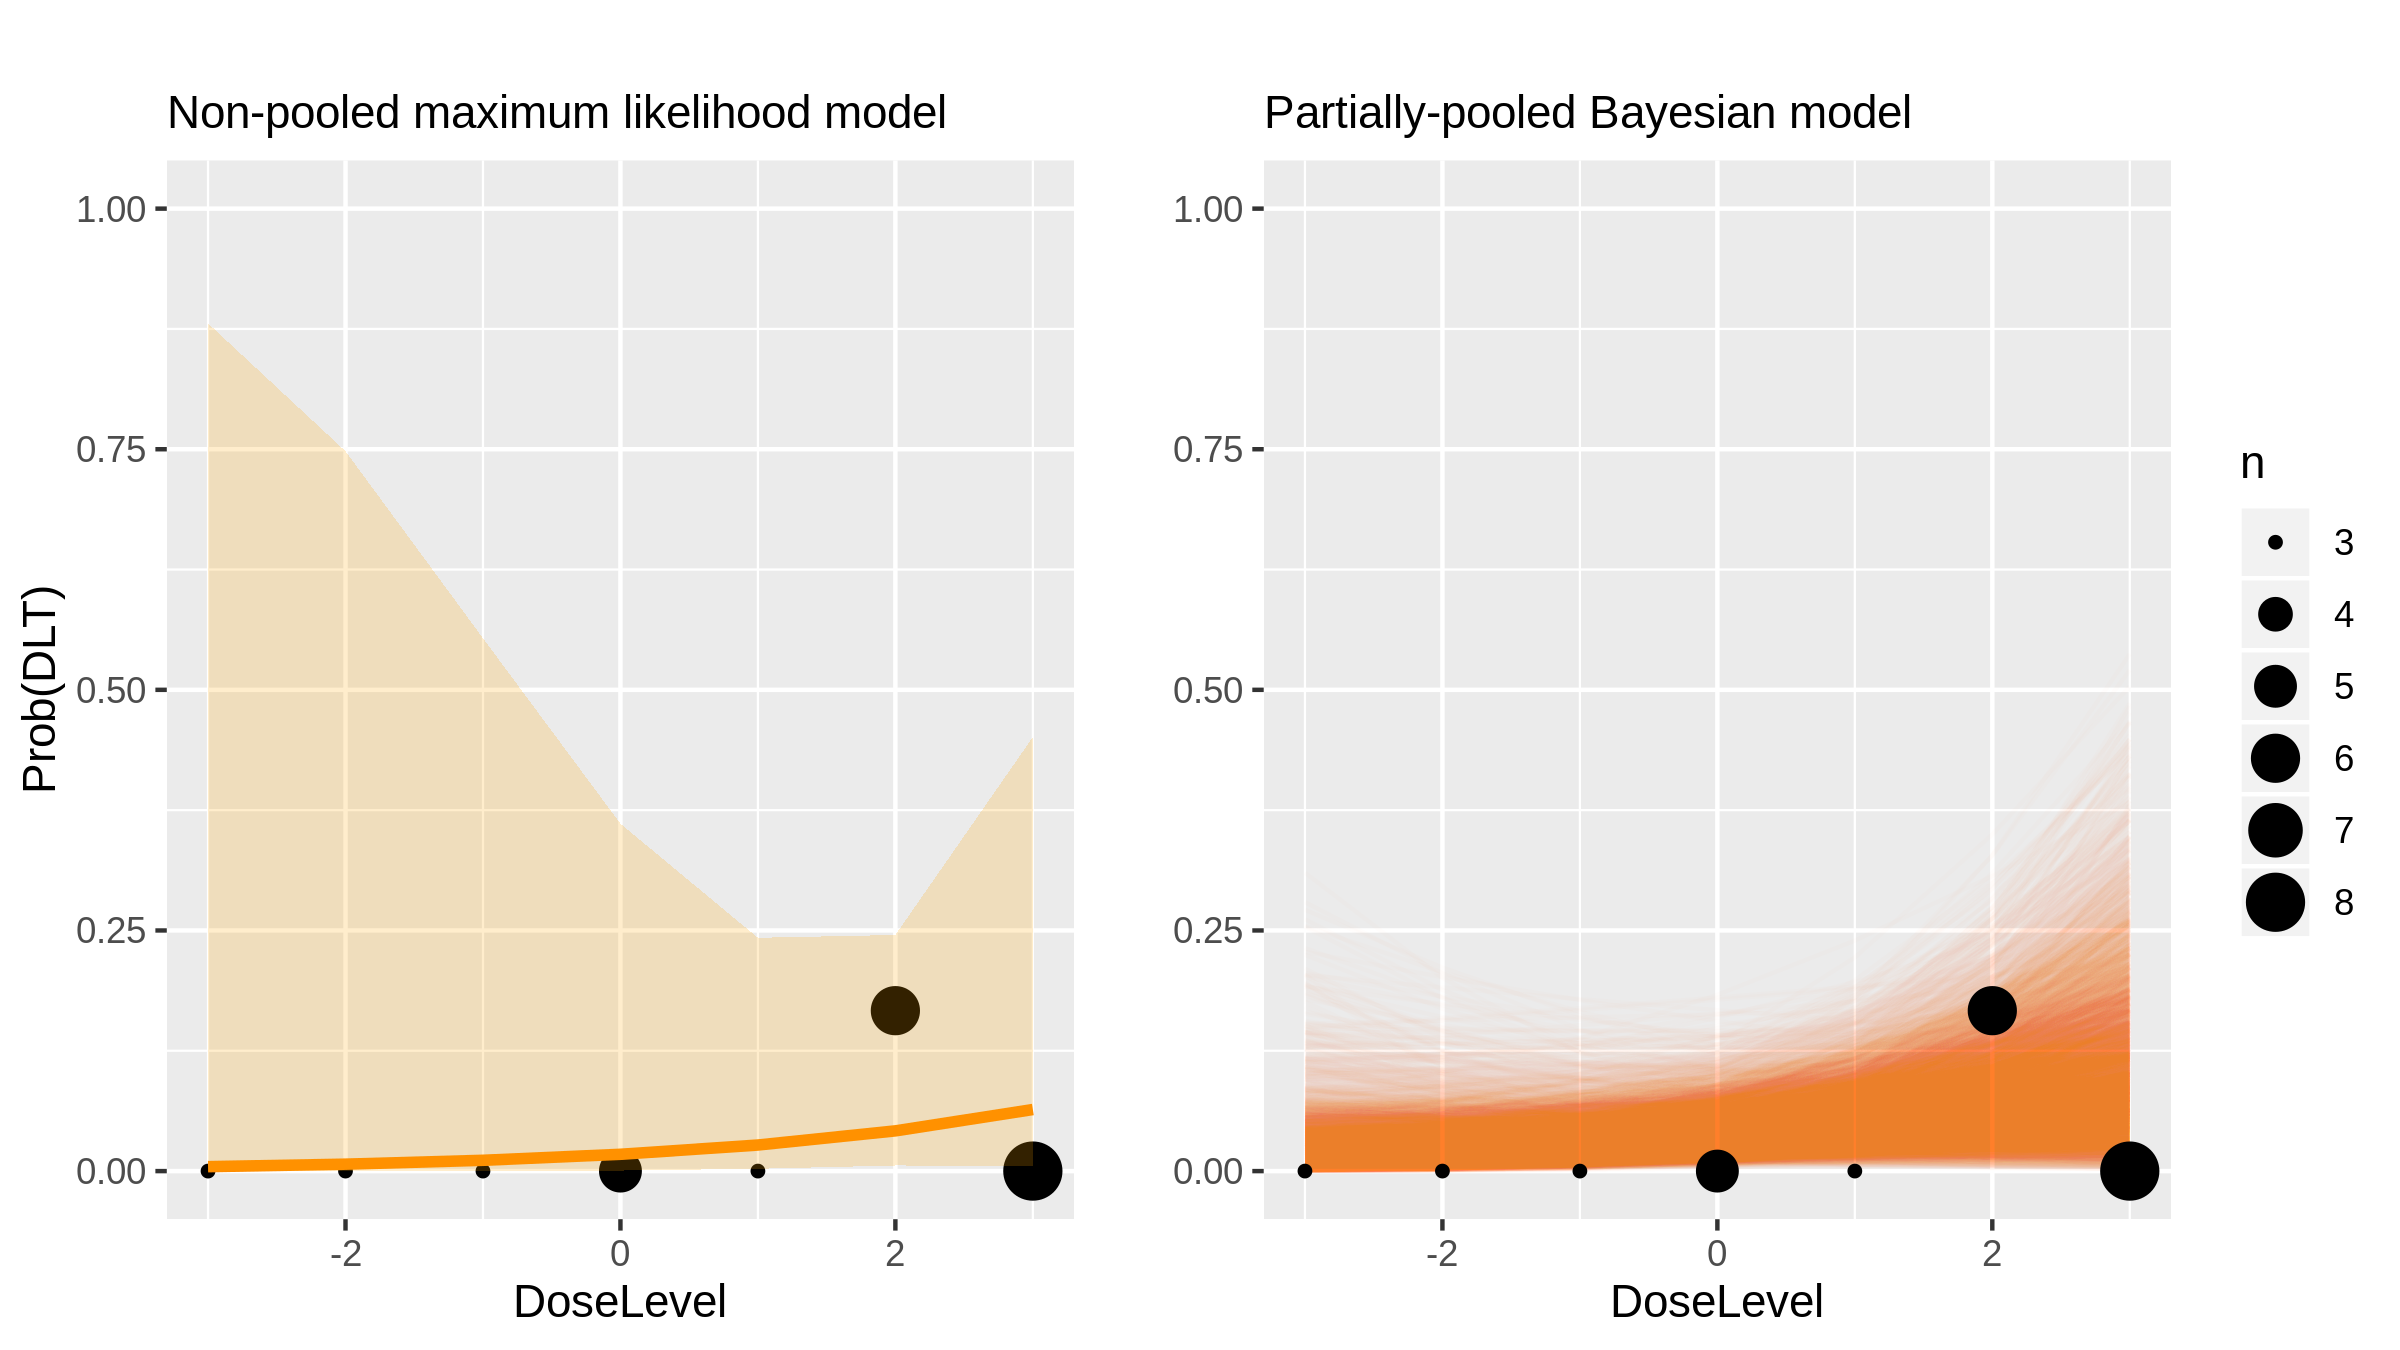 Non-pooled maximum likelihood model
Prob(DLT)
1.00
0.75
0.50
0.25
0.00
-2 0 2
DoseLevel
Partially-pooled Bayesian model
1.00
0.75
0.50
0.25
0.00
-2 0 2
DoseLevel
n
3
4
5
6
7
8